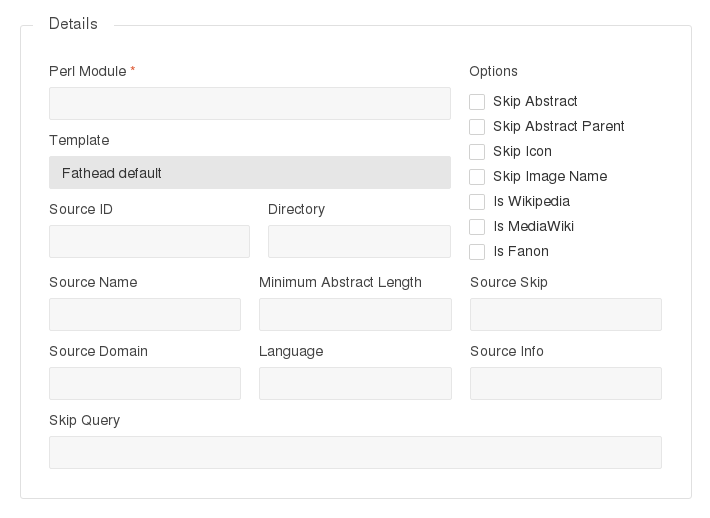 Details
Perl Module *
Template
Fathead default
Source ID
Directory
Options
Skip Abstract
Skip Abstract Parent
Skip Icon
Skip Image Name
Is Wikipedia
Is MediaWiki
Is Fanon
Source Name
Minimum Abstract Length
Source Skip
Source Domain
Language
Source Info
Skip Query